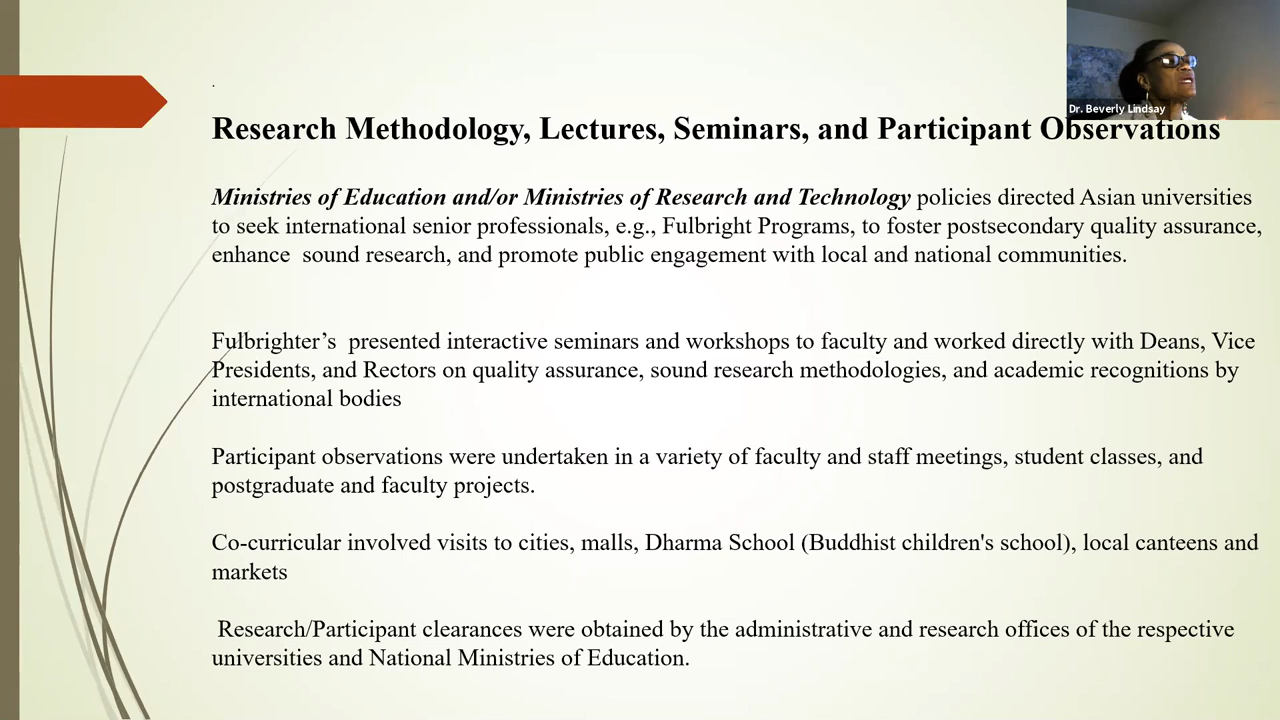 Dr. Beverly Lindsay
.
Research Methodology, Lectures, Seminars, and Participant Observations
Ministries of Education and/or Ministries of Research and Technology policies directed Asian universities
to seek international senior professionals, e.g., Fulbright Programs, to foster postsecondary quality assurance,
enhance  sound research, and promote public engagement with local and national communities.
Fulbrighter’s  presented interactive seminars and workshops to faculty and worked directly with Deans, Vice
Presidents, and Rectors on quality assurance, sound research methodologies, and academic recognitions by
international bodies
Participant observations were undertaken in a variety of faculty and staff meetings, student classes, and
postgraduate and faculty projects.
Co-curricular involved visits to cities, malls, Dharma School (Buddhist children's school), local canteens and
markets
Research/Participant clearances were obtained by the administrative and research offices of the respective
universities and National Ministries of Education.